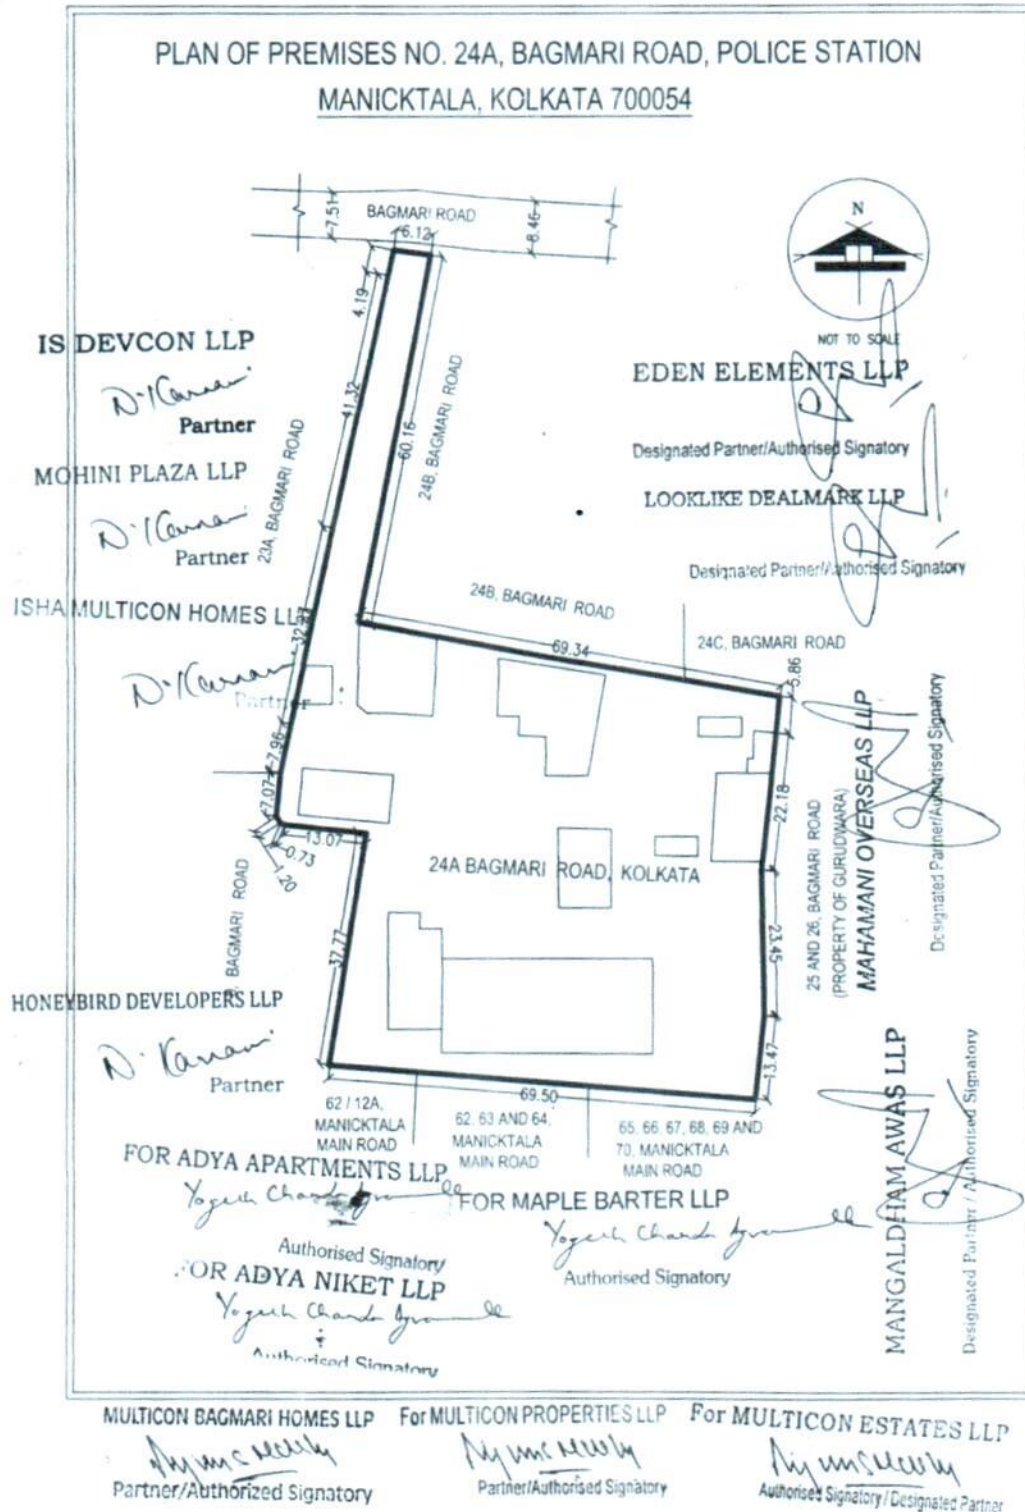 PLAN OF PREMISES NO. 24A, BAGMARI ROAD, POLICE STATION
MANICKTALA, KOLKATA 700054
7.51
BAGMARI ROAD
6.12
8.46
N
NOT TO SCALE
4.19
41.32
60.16
24B, BAGMARI ROAD
23A, BAGMARI ROAD
IS DEVCON LLP
Partner
MOHINI PLAZA LLP
Partner
ISHA MULTICON HOMES LLP
Partner
EDEN ELEMENTS LLP
Designated Partner/Authorised Signatory
LOOKLIKE DEALMARK LLP
Designated Partner/Authorised Signatory
24B, BAGMARI ROAD
24C, BAGMARI ROAD
69.34
5.86
7.96
7.07
13.07
0.73
1.20
22.18
24A BAGMARI ROAD, KOLKATA
25 AND 26, BAGMARI ROAD
(PROPERTY OF GURUDWARA)
MAHAMANI OVERSEAS LLP
Designated Partner/Authorised Signatory
BAGMARI ROAD
37.77
23.45
13.47
HONEYBIRD DEVELOPERS LLP
Partner
69.50
62 / 12A,
MANICKTALA
MAIN ROAD
62, 63 AND 64,
MANICKTALA
MAIN ROAD
65, 66, 67, 68, 69 AND
70, MANICKTALA
MAIN ROAD
MANGALDHAM AWAS LLP
Designated Partner / Authorised Signatory
FOR ADYA APARTMENTS LLP
Authorised Signatory
FOR MAPLE BARTER LLP
Authorised Signatory
FOR ADYA NIKET LLP
Authorised Signatory
MULTICON BAGMARI HOMES LLP
Partner/Authorized Signatory
For MULTICON PROPERTIES LLP
Partner/Authorised Signatory
For MULTICON ESTATES LLP
Authorised Signatory / Designated Partner